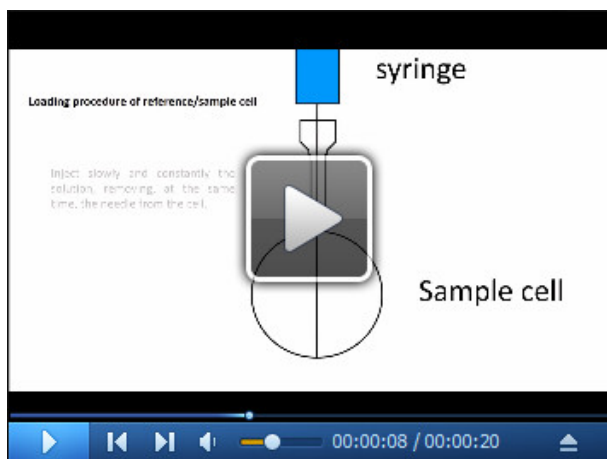 syringe
Loading procedure of reference/sample cell
Inject slowly and constantly the
solution, removing, at the same
time, the needle from the cell.
Sample cell
00:00:08 / 00:00:20